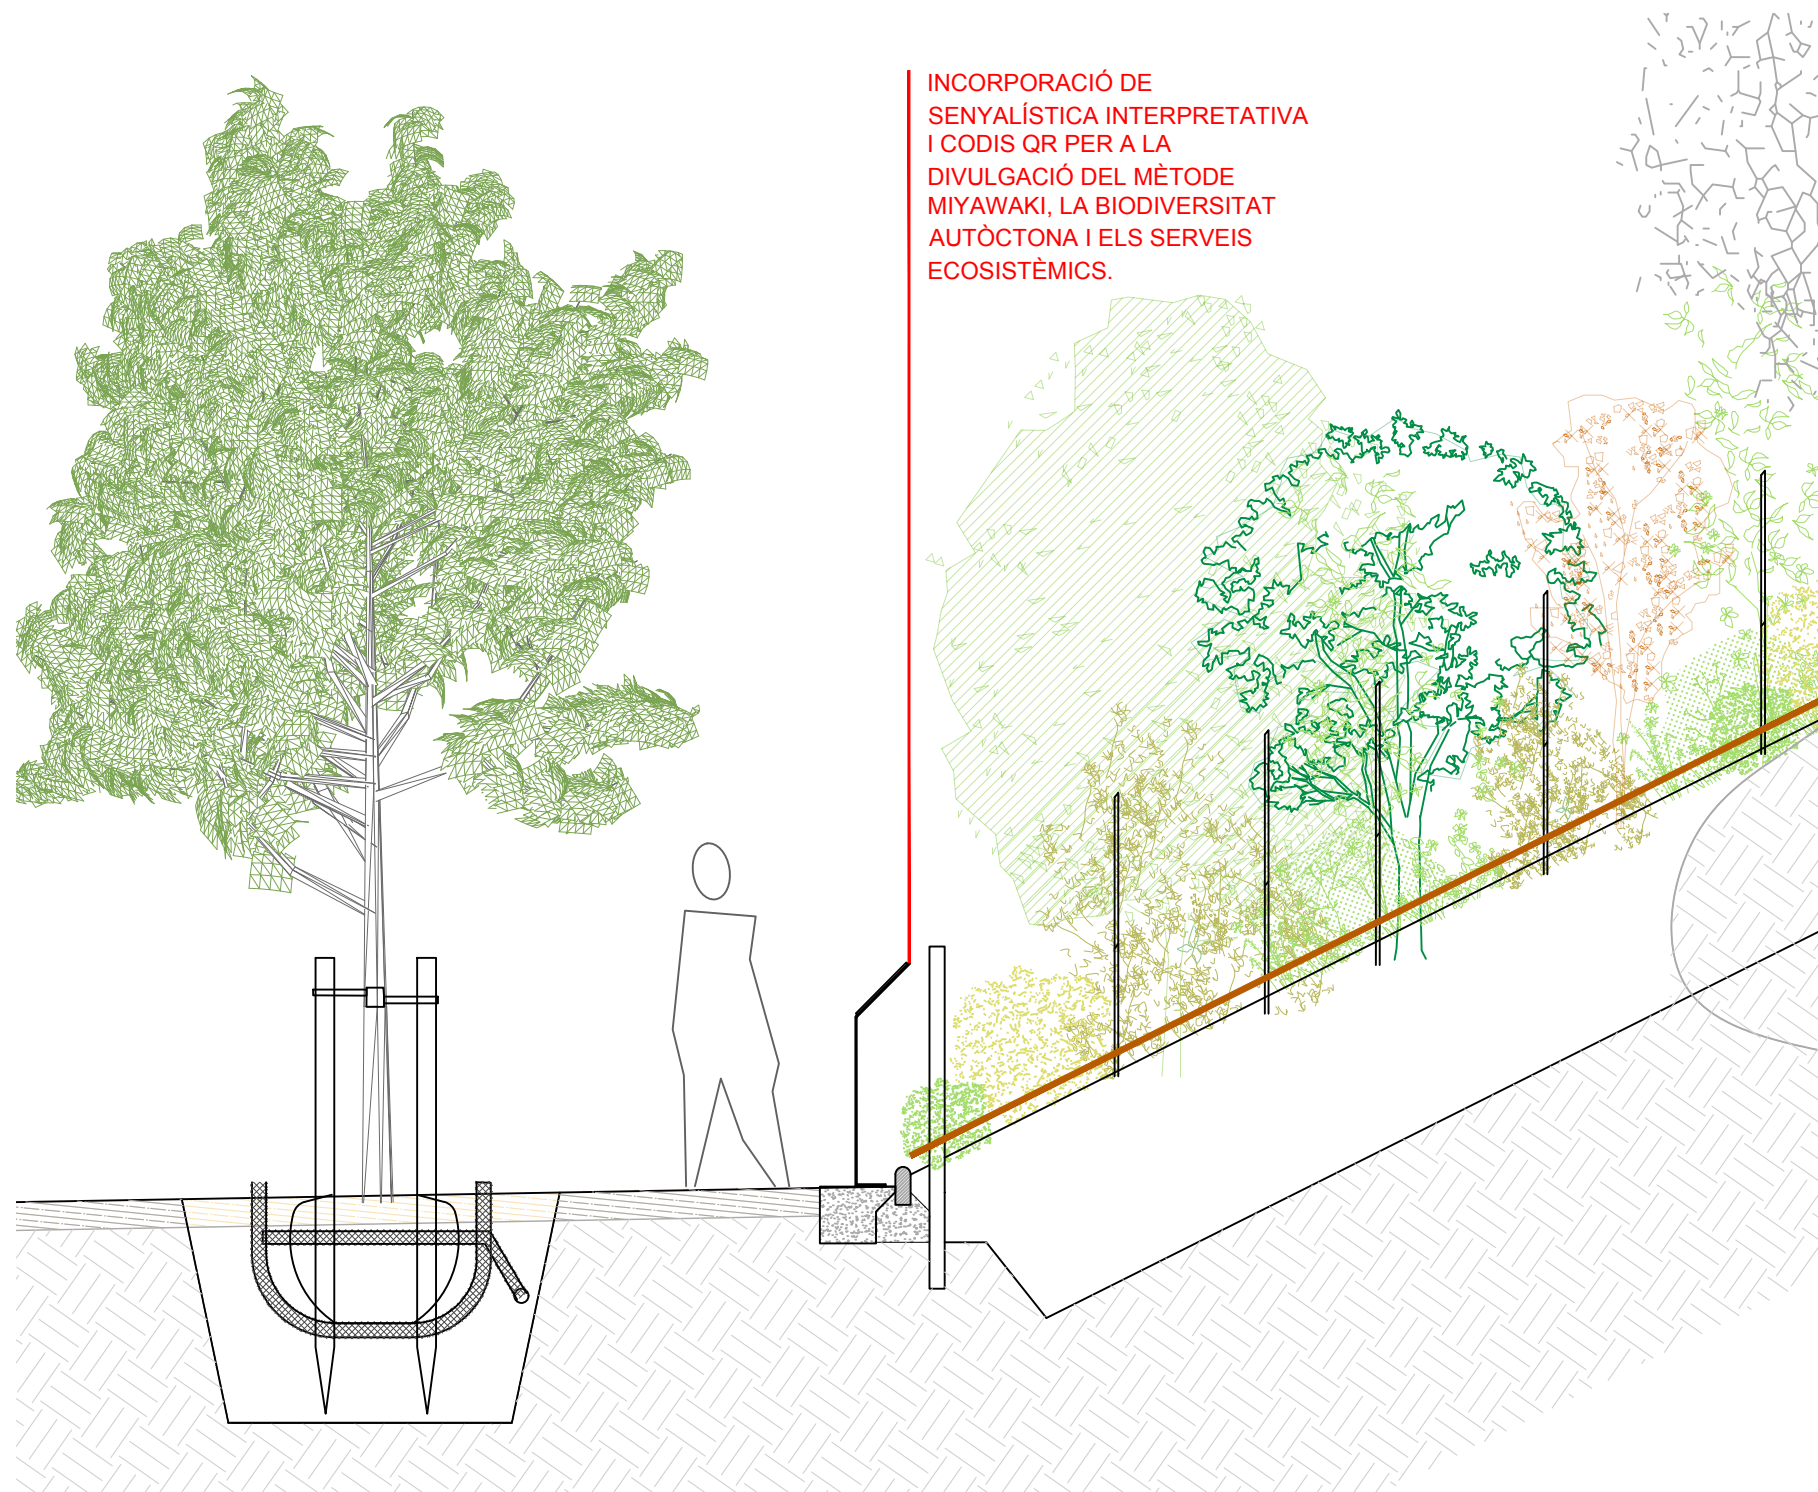 INCORPORACIÓ DE
SENYALÍSTICA INTERPRETATIVA
I CODIS QR PER A LA
DIVULGACIÓ DEL MÈTODE
MIYAWAKI, LA BIODIVERSITAT
AUTÒCTONA I ELS SERVEIS
ECOSISTÈMICS.